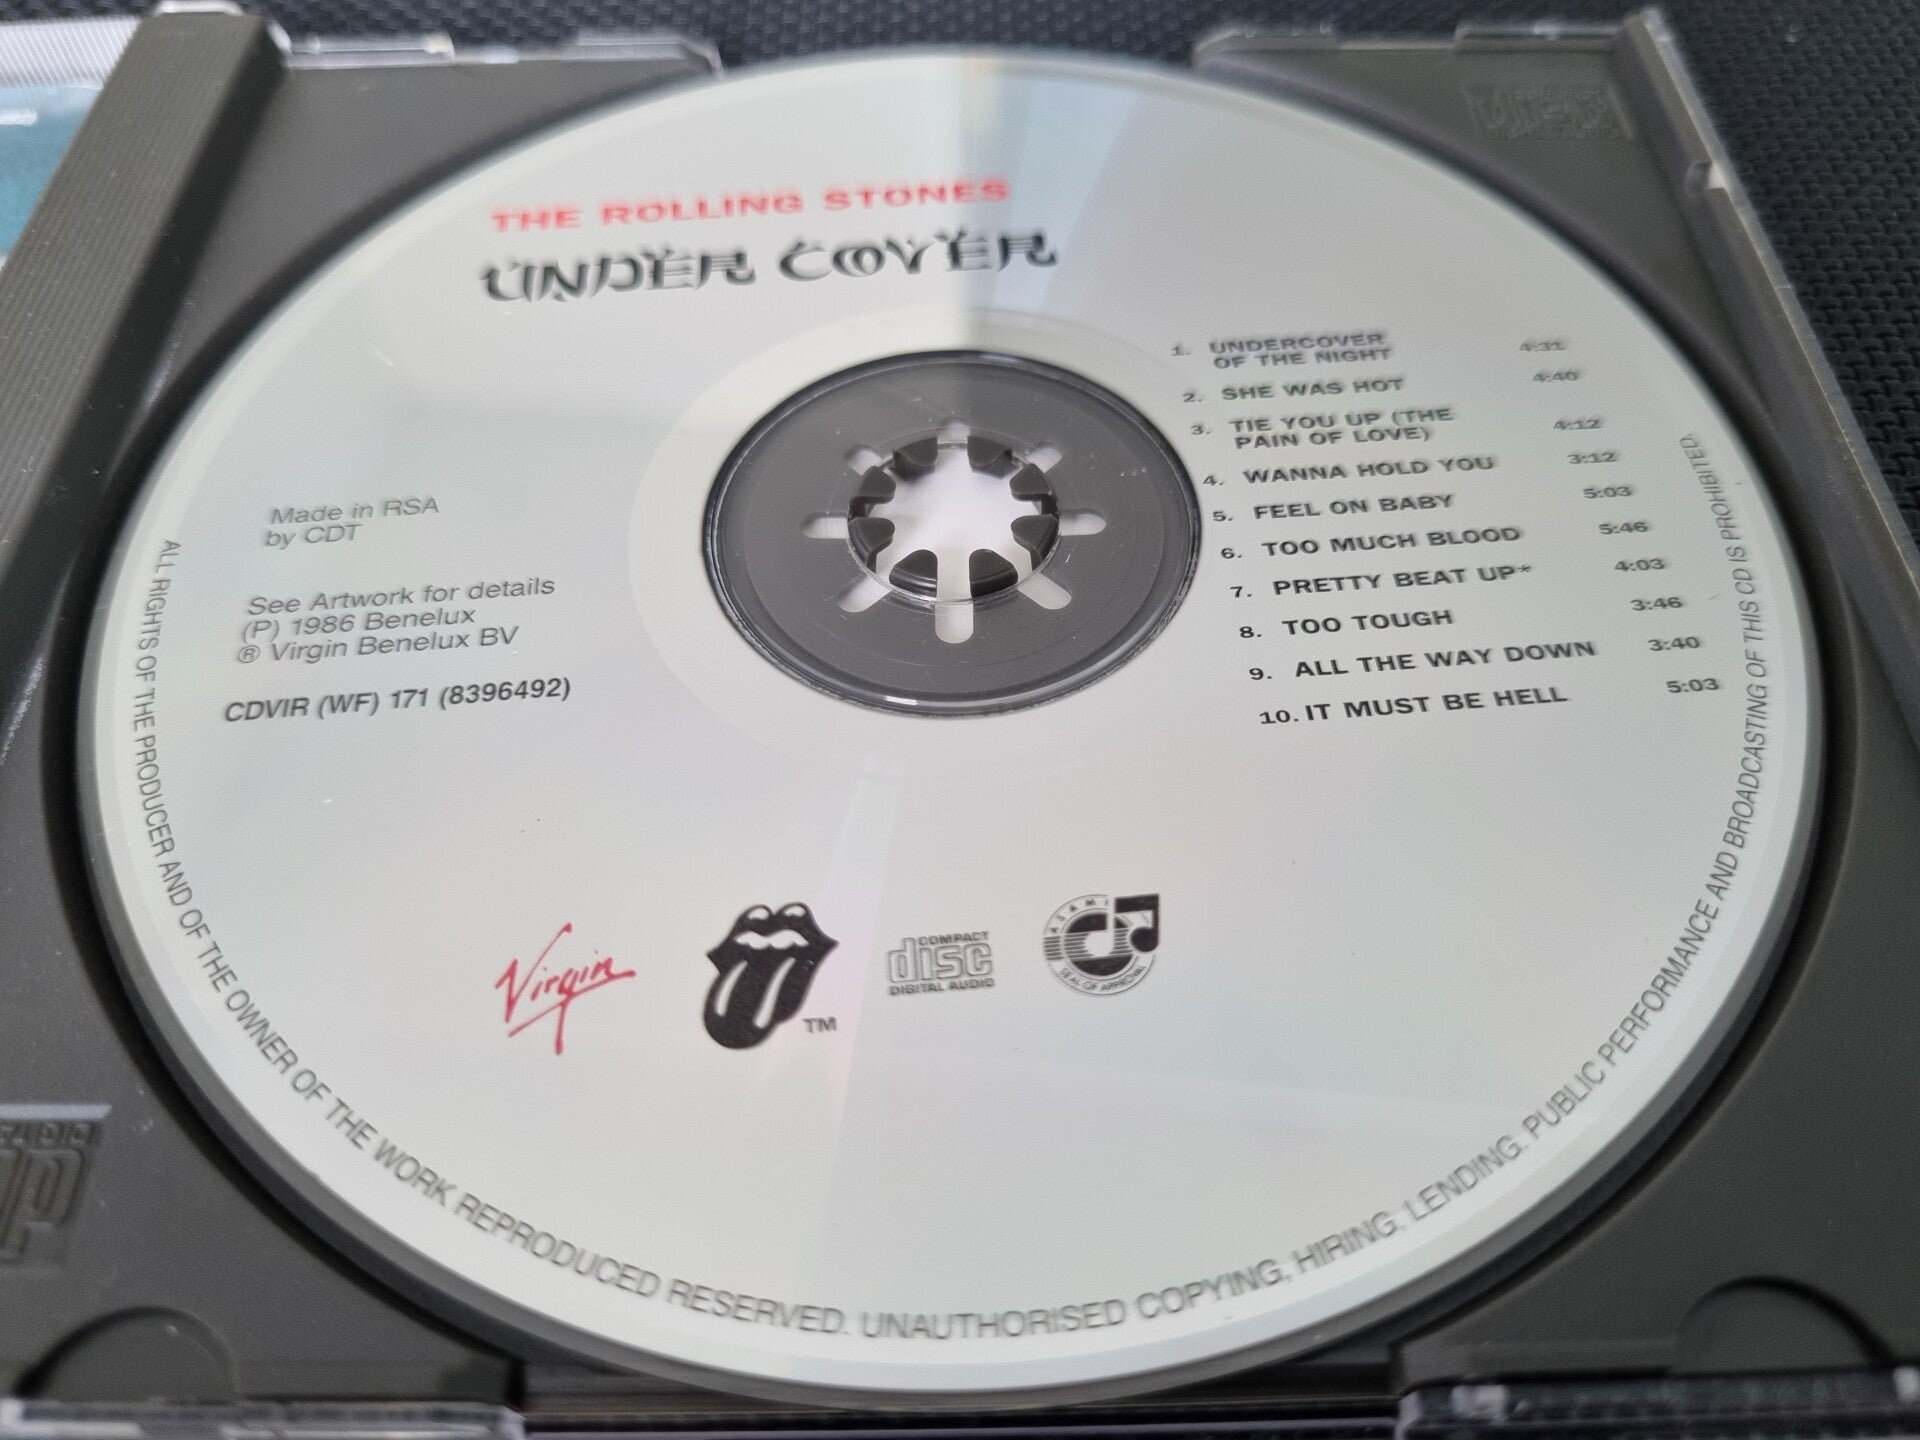 THE ROLLING STONES
UNDER COVER
1. UNDERCOVER
OF THE NIGHT 4:31
2. SHE WAS HOT 4:40
3. TIE YOU UP (THE
PAIN OF LOVE) 4:12
4. WANNA HOLD YOU 3:12
5. FEEL ON BABY 5:03
6. TOO MUCH BLOOD 5:46
7. PRETTY BEAT UP* 4:03
8. TOO TOUGH 3:46
9. ALL THE WAY DOWN 3:40
10. IT MUST BE HELL 5:03
Made in RSA
by CDT
See Artwork for details
(P) 1986 Benelux
® Virgin Benelux BV
CDVIR (WF) 171 (8396492)
Virgin
TM
COMPACT
disc
DIGITAL AUDIO
SEAL OF APPROVAL
ALL RIGHTS OF THE PRODUCER AND OF THE OWNER OF THE WORK REPRODUCED RESERVED. UNAUTHORISED COPYING, HIRING, LENDING. PUBLIC PERFORMANCE AND BROADCASTING OF THIS CD IS PROHIBITED.